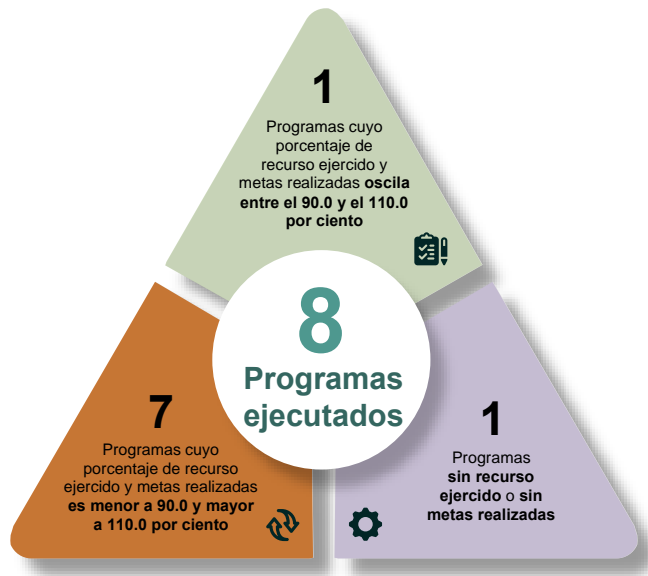 1
Programas cuyo
porcentaje de
recurso ejercido y
metas realizadas oscila
entre el 90.0 y el 110.0
por ciento
8
Programas
ejecutados
7
Programas cuyo
porcentaje de recurso
ejercido y metas realizadas
es menor a 90.0 y mayor
a 110.0 por ciento
1
Programas
sin recurso
ejercido o sin
metas realizadas